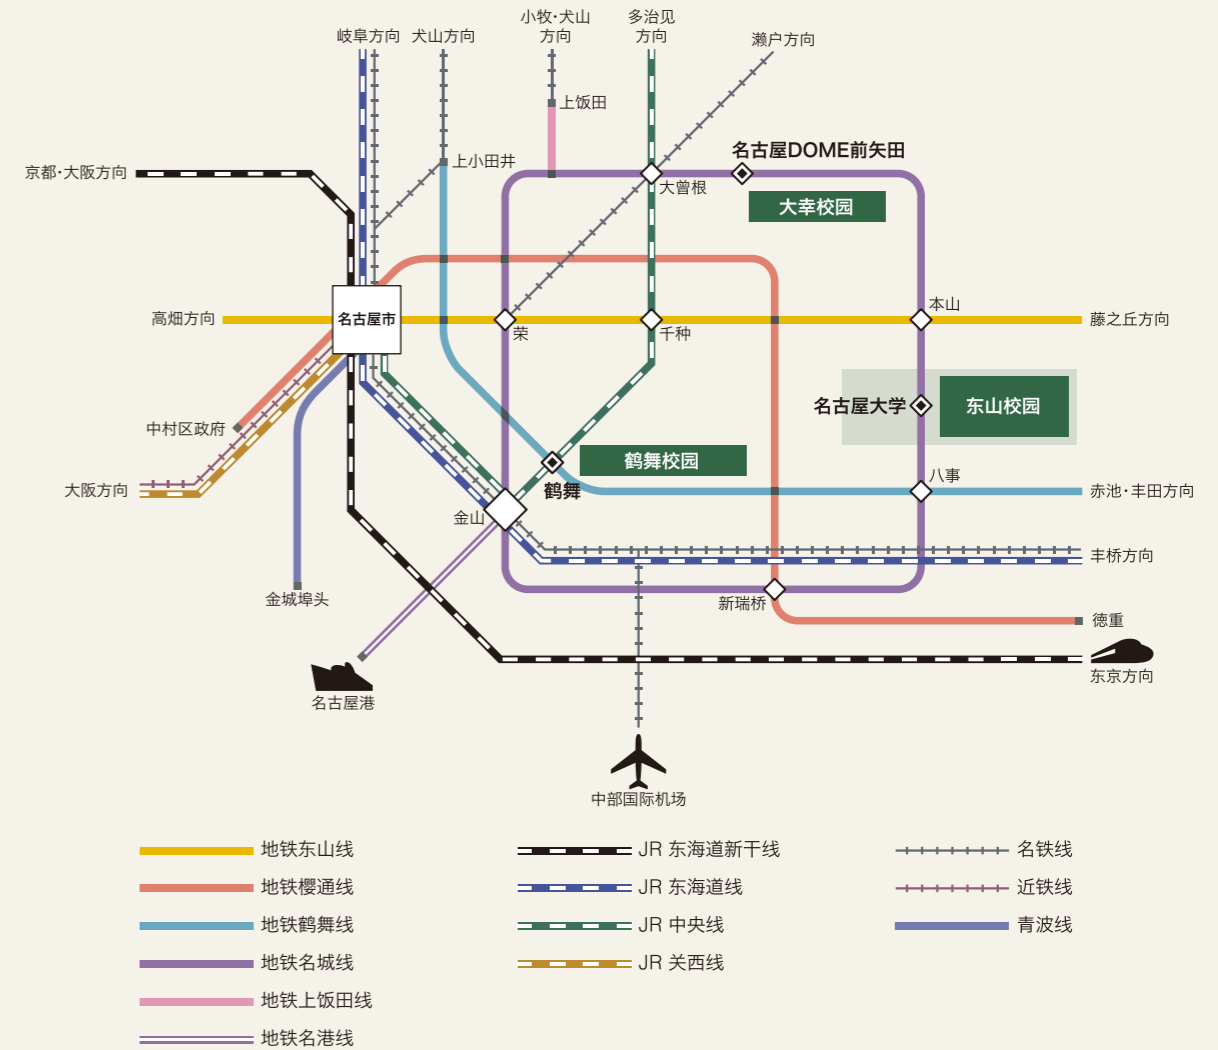 小牧·犬山
方向
多治见
方向
岐阜方向
犬山方向
濑户方向
上饭田
名古屋DOME前矢田
上小田井
京都·大阪方向
大曾根
大幸校园
本山
高畑方向
名古屋市
荣
千种
藤之丘方向
名古屋大学
东山校园
中村区政府
鹤舞校园
八事
大阪方向
鹤舞
赤池·丰田方向
金山
丰桥方向
金城埠头
新瑞桥
德重
东京方向
名古屋港
中部国际机场
地铁东山线
地铁樱通线
地铁鹤舞线
地铁名城线
地铁上饭田线
地铁名港线
JR 东海道新干线
JR 东海道线
JR 中央线
JR 关西线
名铁线
近铁线
青波线